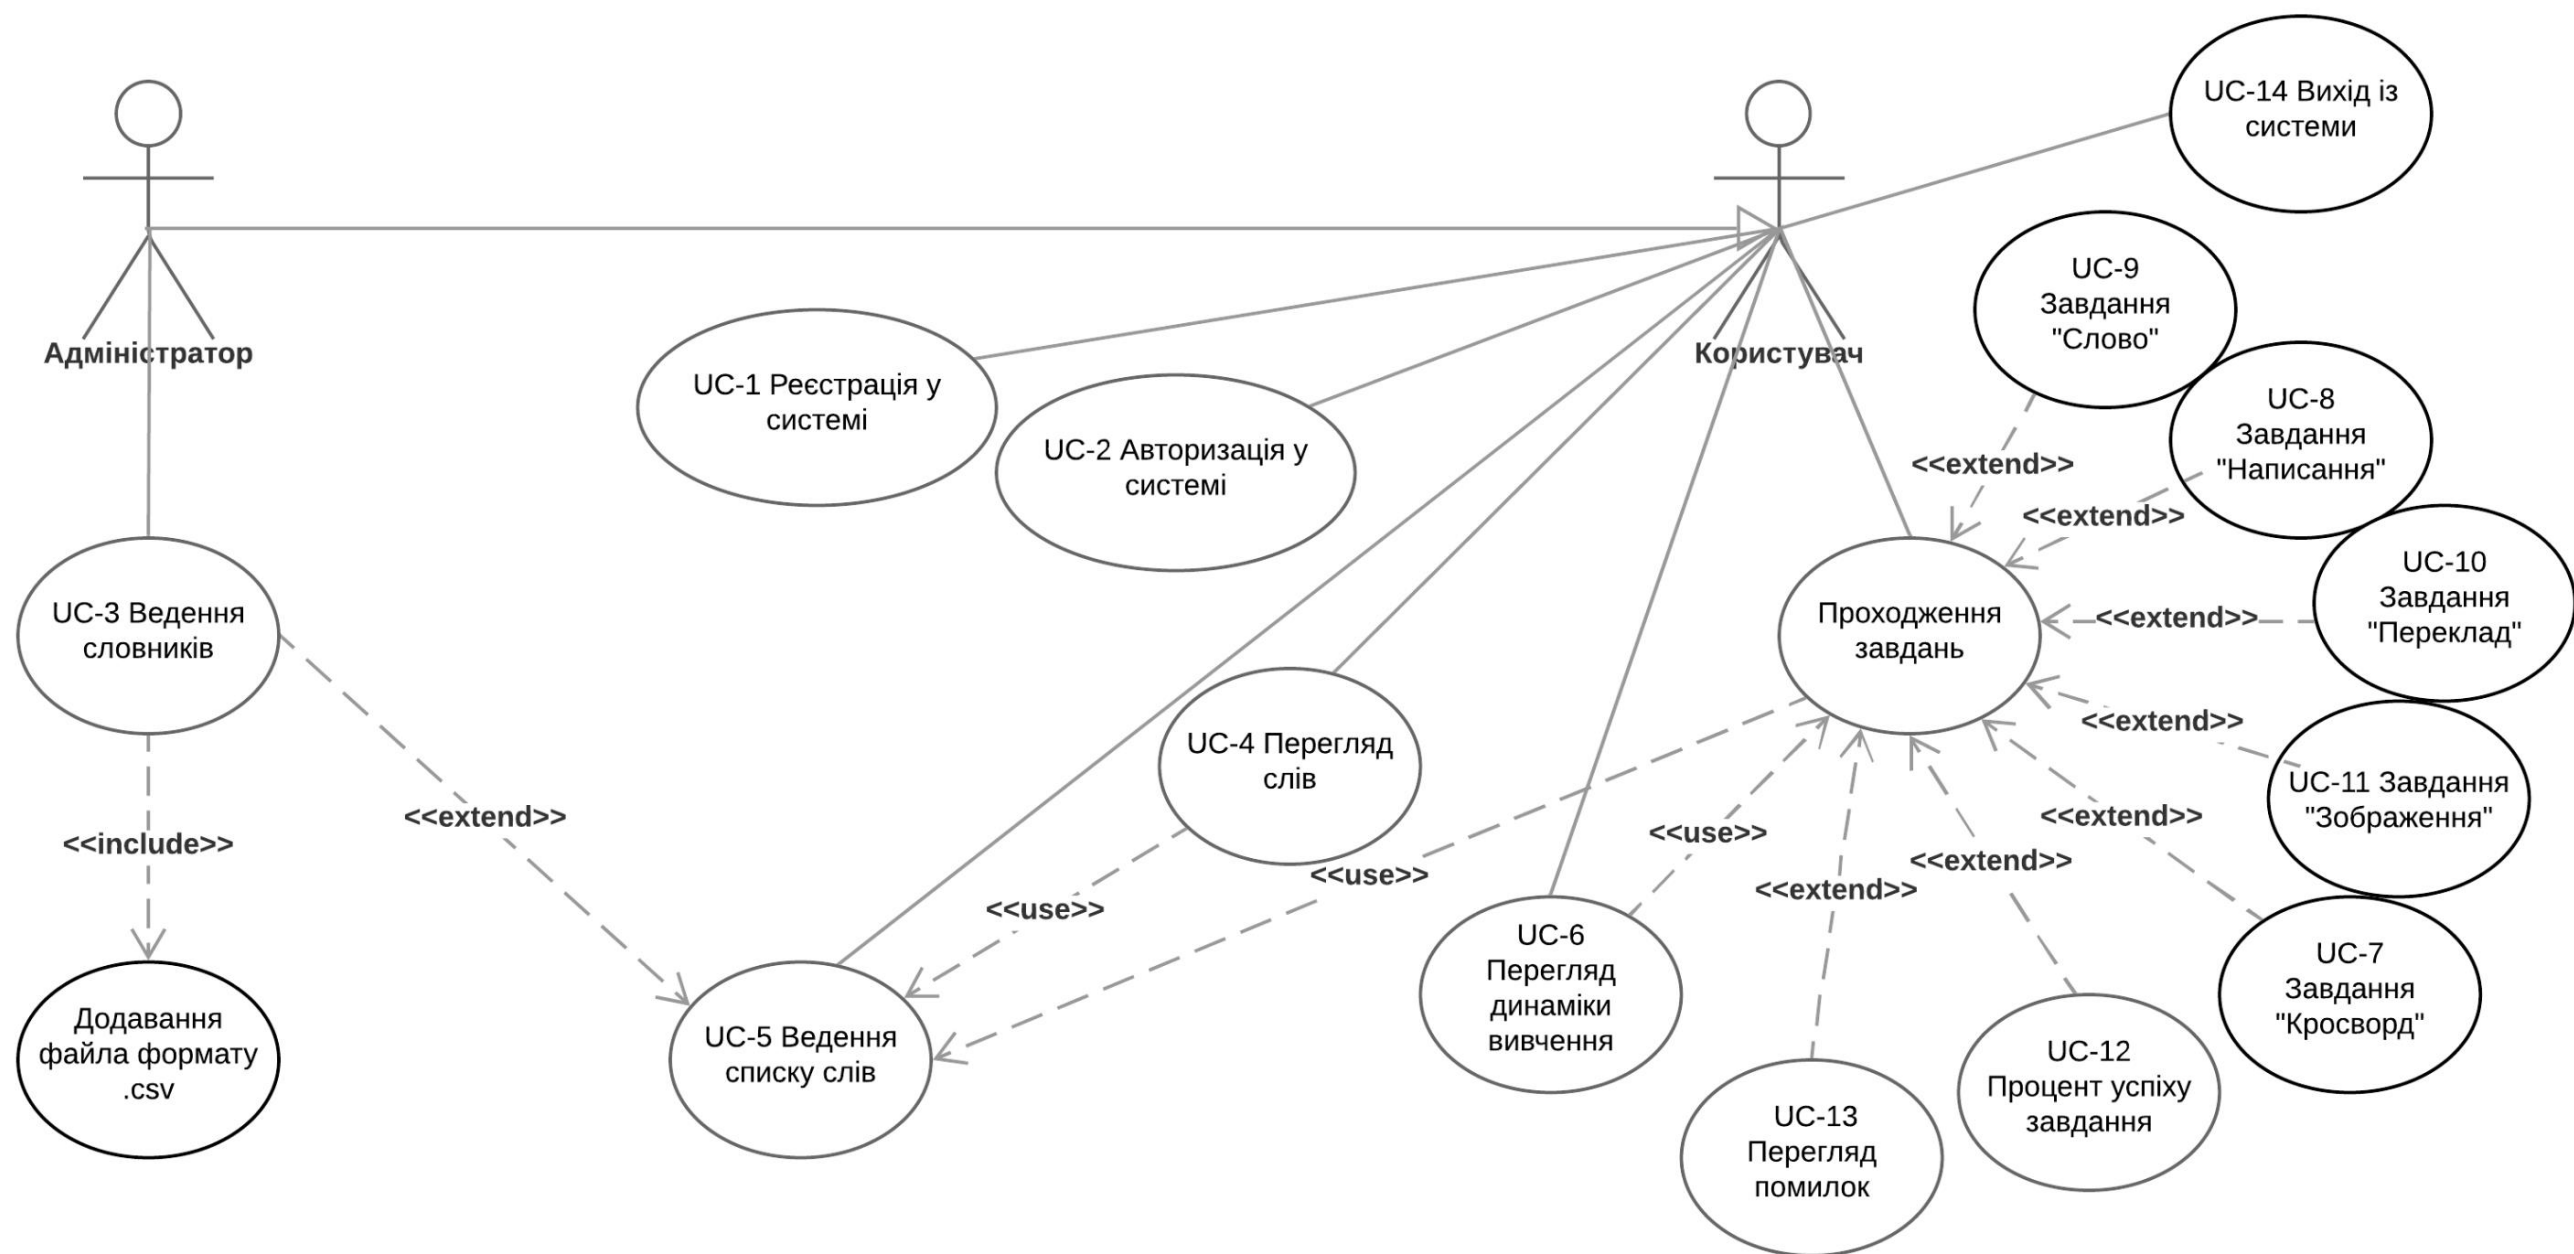 UC-14 Вихід із
системи
UC-9
Завдання
"Слово"
Адміністратор
Користувач
UC-1 Реєстрація у
системі
UC-8
Завдання
"Написання"
UC-2 Авторизація у
системі
<<extend>>
<<extend>>
UC-10
Завдання
"Переклад"
UC-3 Ведення
словників
Проходження
завдань
<<extend>>
<<extend>>
UC-4 Перегляд
слів
UC-11 Завдання
"Зображення"
<<extend>>
<<extend>>
<<use>>
<<include>>
<<extend>>
<<use>>
<<extend>>
<<use>>
UC-6
Перегляд
динаміки
вивчення
UC-7
Завдання
"Кросворд"
Додавання
файла формату
.csv
UC-5 Ведення
списку слів
UC-12
Процент успіху
завдання
UC-13
Перегляд
помилок